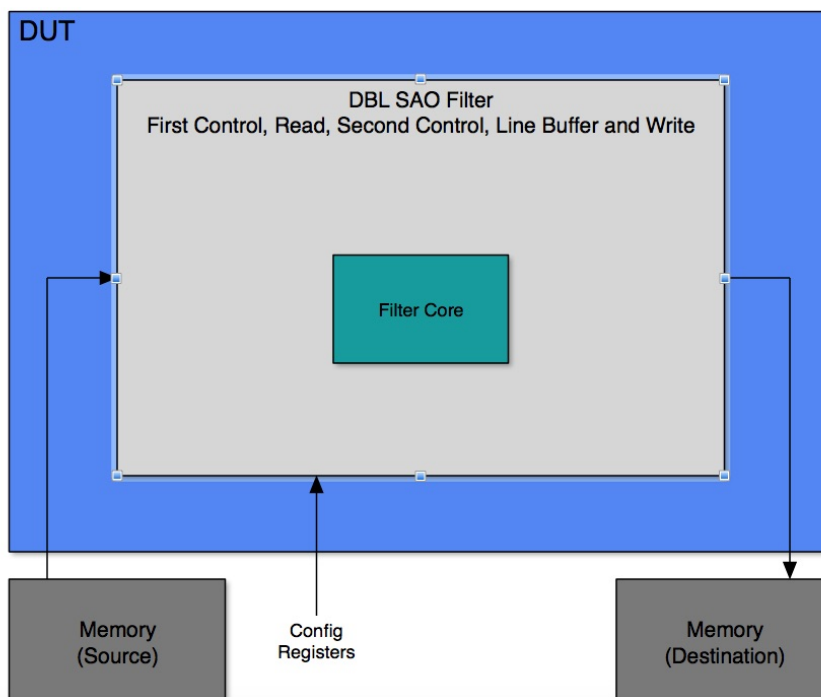 DUT
DBL SAO Filter
First Control, Read, Second Control, Line Buffer and Write
Filter Core
Memory
(Source)
Config
Registers
Memory
(Destination)